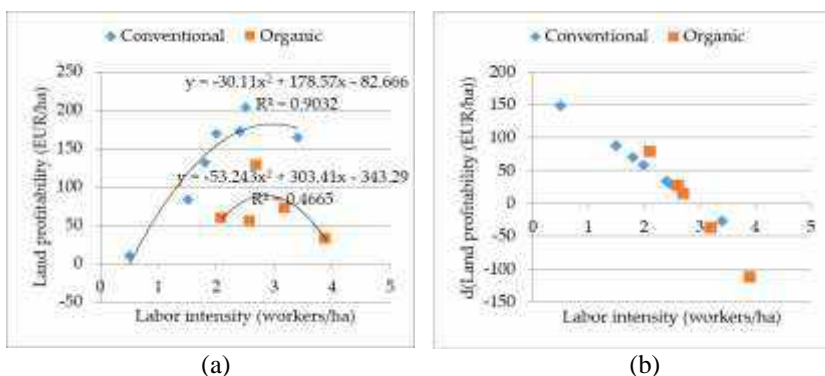 Conventional Organic
250
200
150
100
50
0
-50
y = -30.11x² + 178.57x - 82.666
R² = 0.9032
y = -53.243x² + 303.41x - 343.29
R² = 0.4665
0 1 2 3 4 5
Land profitability (EUR/ha)
Labor intensity (workers/ha)
(a)
Conventional Organic
200
150
100
50
0
-50
-100
-150
0 1 2 3 4 5
d(Land profitability (EUR/ha))
Labor intensity (workers/ha)
(b)